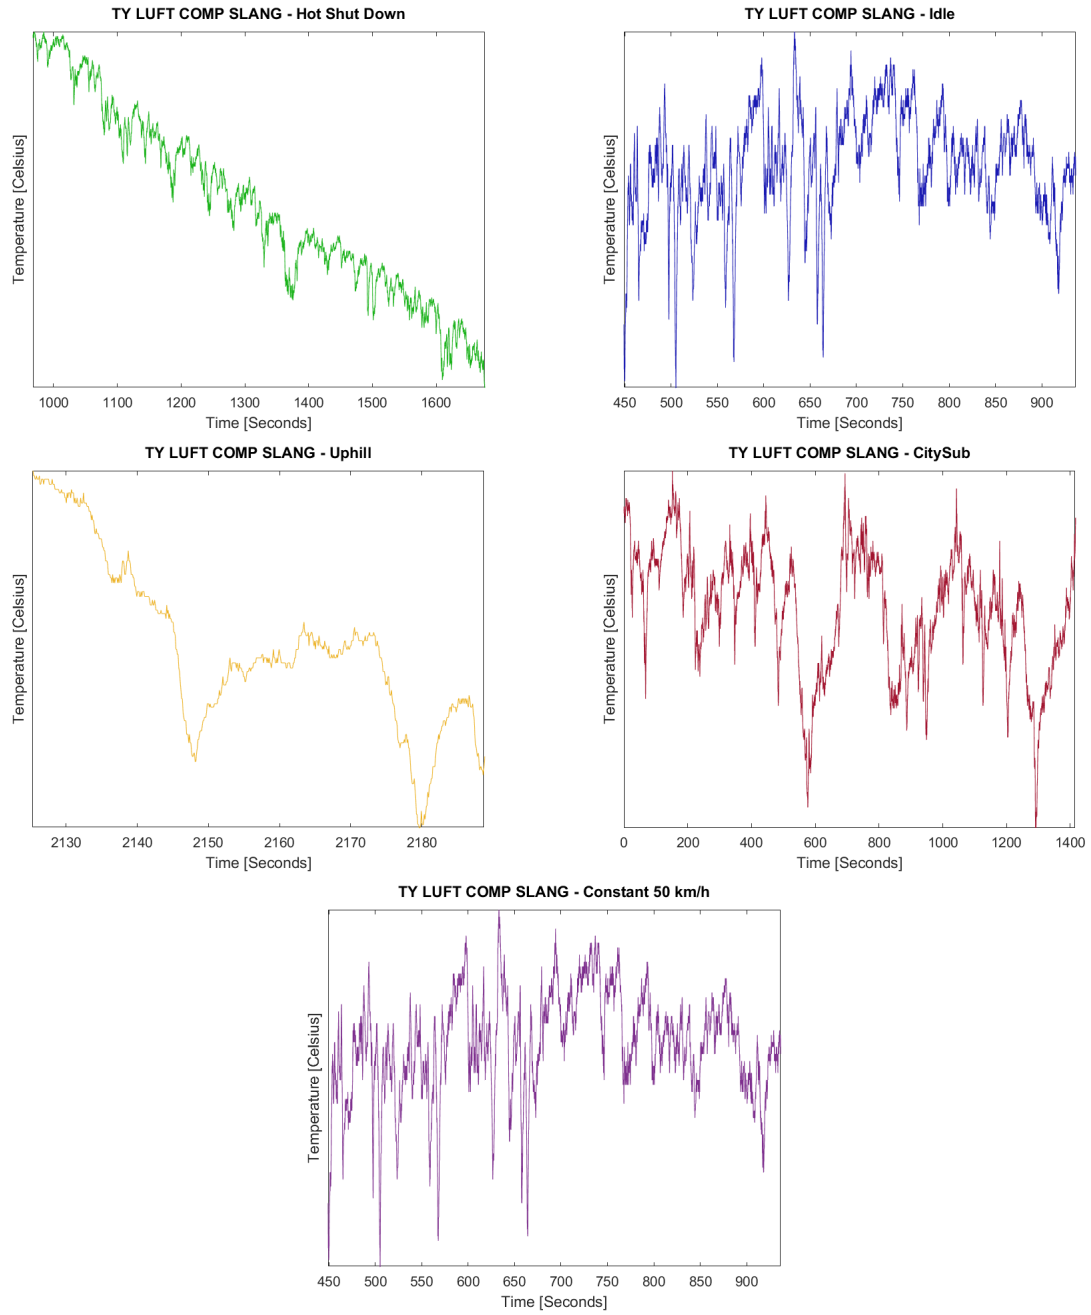 TY LUFT COMP SLANG - Hot Shut Down
Temperature [Celsius]
1000 1100 1200 1300 1400 1500 1600
Time [Seconds]
TY LUFT COMP SLANG - Idle
Temperature [Celsius]
450 500 550 600 650 700 750 800 850 900
Time [Seconds]
TY LUFT COMP SLANG - Uphill
Temperature [Celsius]
2130 2140 2150 2160 2170 2180
Time [Seconds]
TY LUFT COMP SLANG - CitySub
Temperature [Celsius]
0 200 400 600 800 1000 1200 1400
Time [Seconds]
TY LUFT COMP SLANG - Constant 50 km/h
Temperature [Celsius]
450 500 550 600 650 700 750 800 850 900
Time [Seconds]